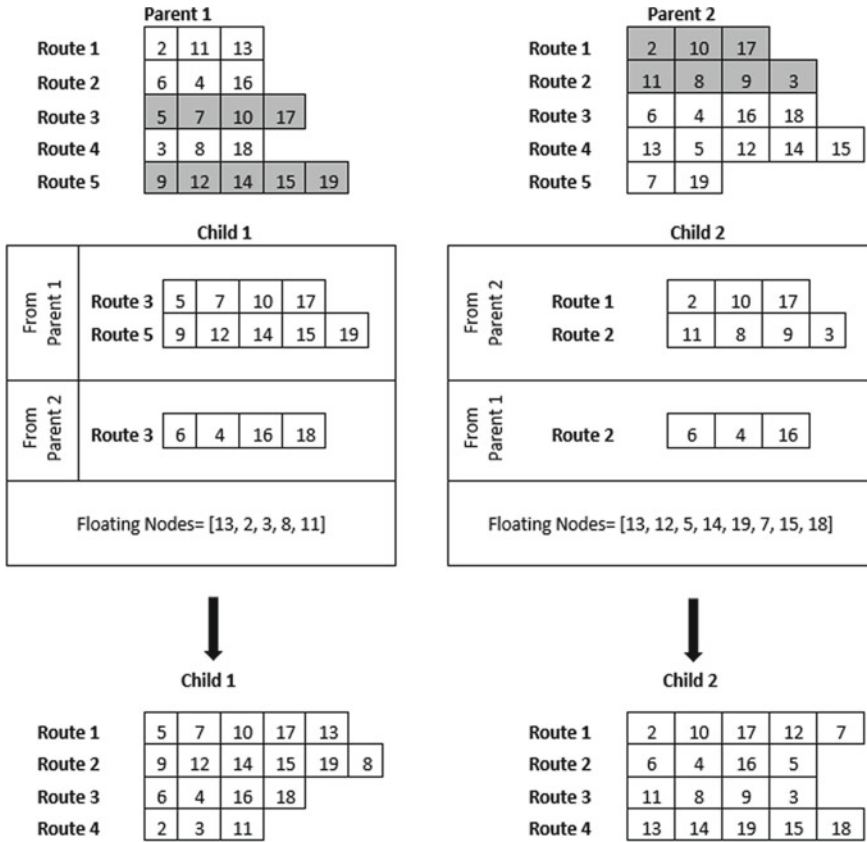 Parent 1
Route 1 2 11 13
Route 2 6 4 16
Route 3 5 7 10 17
Route 4 3 8 18
Route 5 9 12 14 15 19
Parent 2
Route 1 2 10 17
Route 2 11 8 9 3
Route 3 6 4 16 18
Route 4 13 5 12 14 15
Route 5 7 19
Child 1
From
Parent 1
Route 3 5 7 10 17
Route 5 9 12 14 15 19
From
Parent 2
Route 3 6 4 16 18
Floating Nodes= [13, 2, 3, 8, 11]
Child 2
From
Parent 2
Route 1 2 10 17
Route 2 11 8 9 3
From
Parent 1
Route 2 6 4 16
Floating Nodes= [13, 12, 5, 14, 19, 7, 15, 18]
Child 1
Route 1 5 7 10 17 13
Route 2 9 12 14 15 19 8
Route 3 6 4 16 18
Route 4 2 3 11
Child 2
Route 1 2 10 17 12 7
Route 2 6 4 16 5
Route 3 11 8 9 3
Route 4 13 14 19 15 18